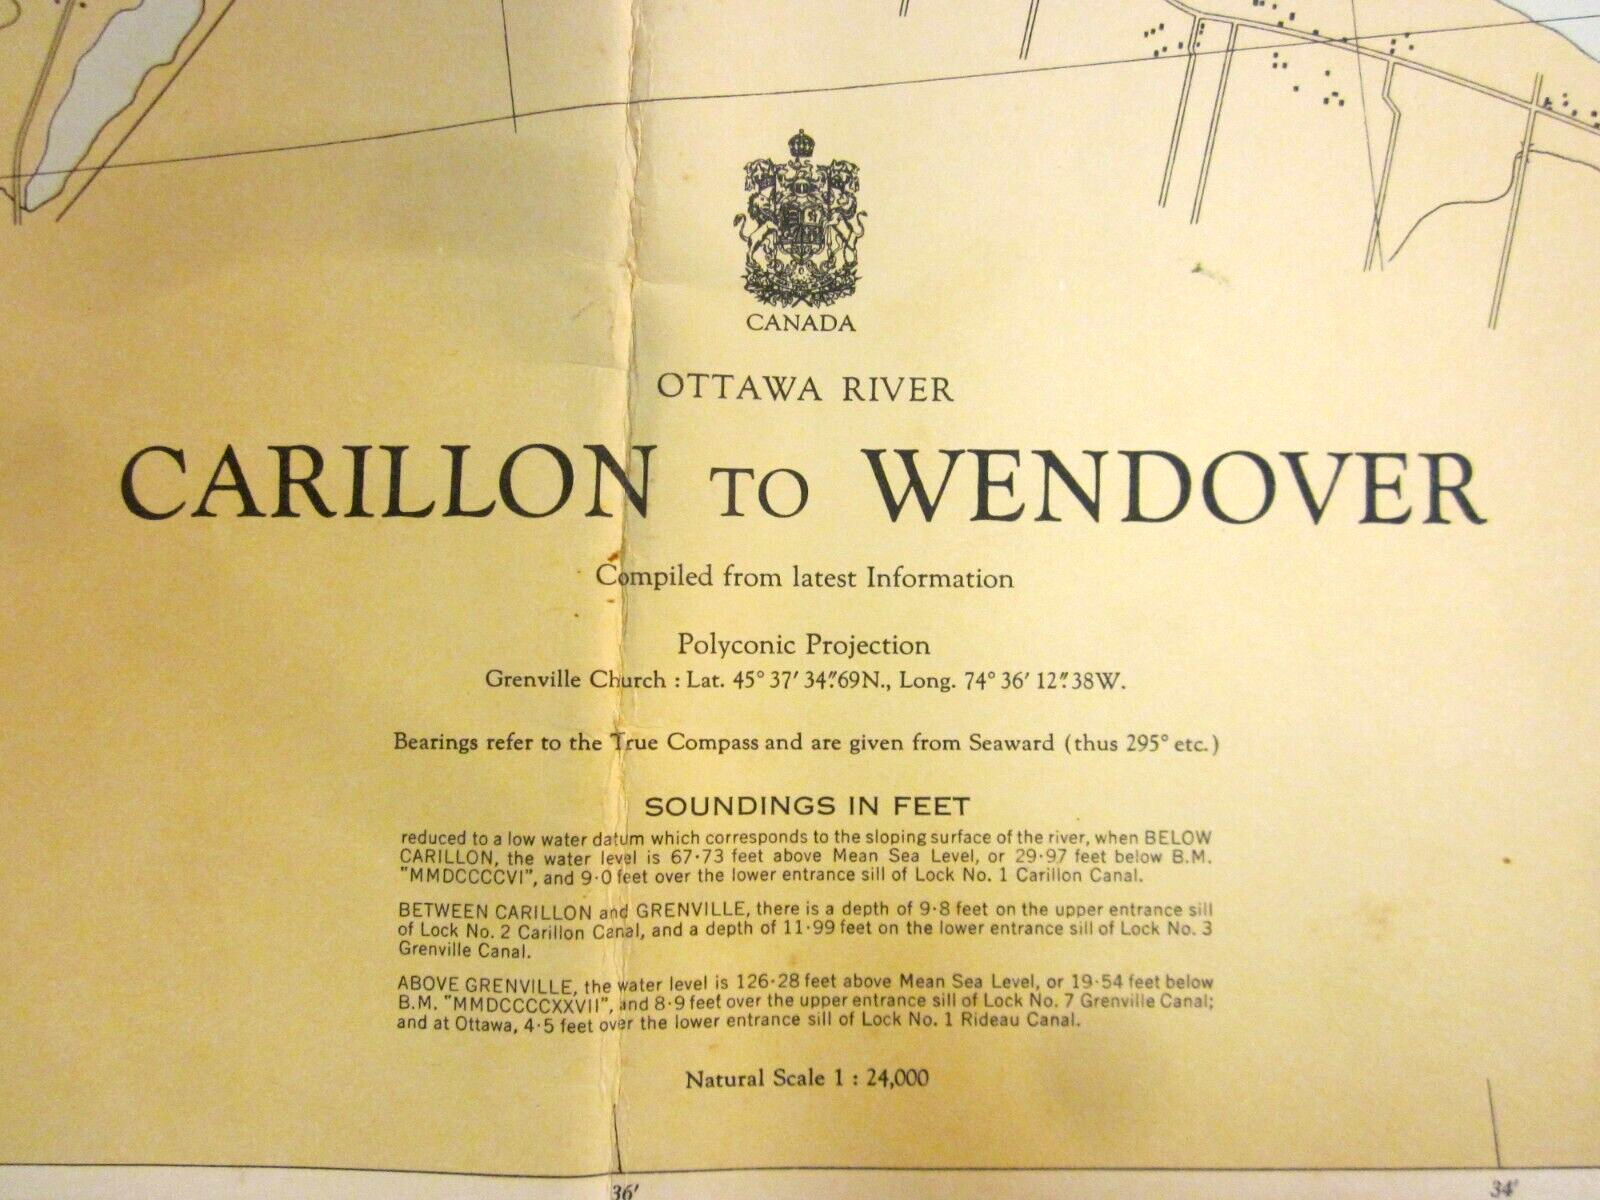 CANADA
OTTAWA RIVER
CARILLON TO WENDOVER
Compiled from latest Information
Polyconic Projection
Grenville Church : Lat. 45° 37′ 34″.69N., Long. 74° 36′ 12″.38W.
Bearings refer to the True Compass and are given from Seaward (thus 295° etc.)
SOUNDINGS IN FEET
reduced to a low water datum which corresponds to the sloping surface of the river, when BELOW
CARILLON, the water level is 67·73 feet above Mean Sea Level, or 29·97 feet below B.M.
"MMDCCCCVI", and 9·0 feet over the lower entrance sill of Lock No. 1 Carillon Canal.
BETWEEN CARILLON and GRENVILLE, there is a depth of 9·8 feet on the upper entrance sill
of Lock No. 2 Carillon Canal, and a depth of 11·99 feet on the lower entrance sill of Lock No. 3
Grenville Canal.
ABOVE GRENVILLE, the water level is 126·28 feet above Mean Sea Level, or 19·54 feet below
B.M. "MMDCCCCXXVII", and 8·9 feet over the upper entrance sill of Lock No. 7 Grenville Canal;
and at Ottawa, 4·5 feet over the lower entrance sill of Lock No. 1 Rideau Canal.
Natural Scale 1 : 24,000
36′ 34′